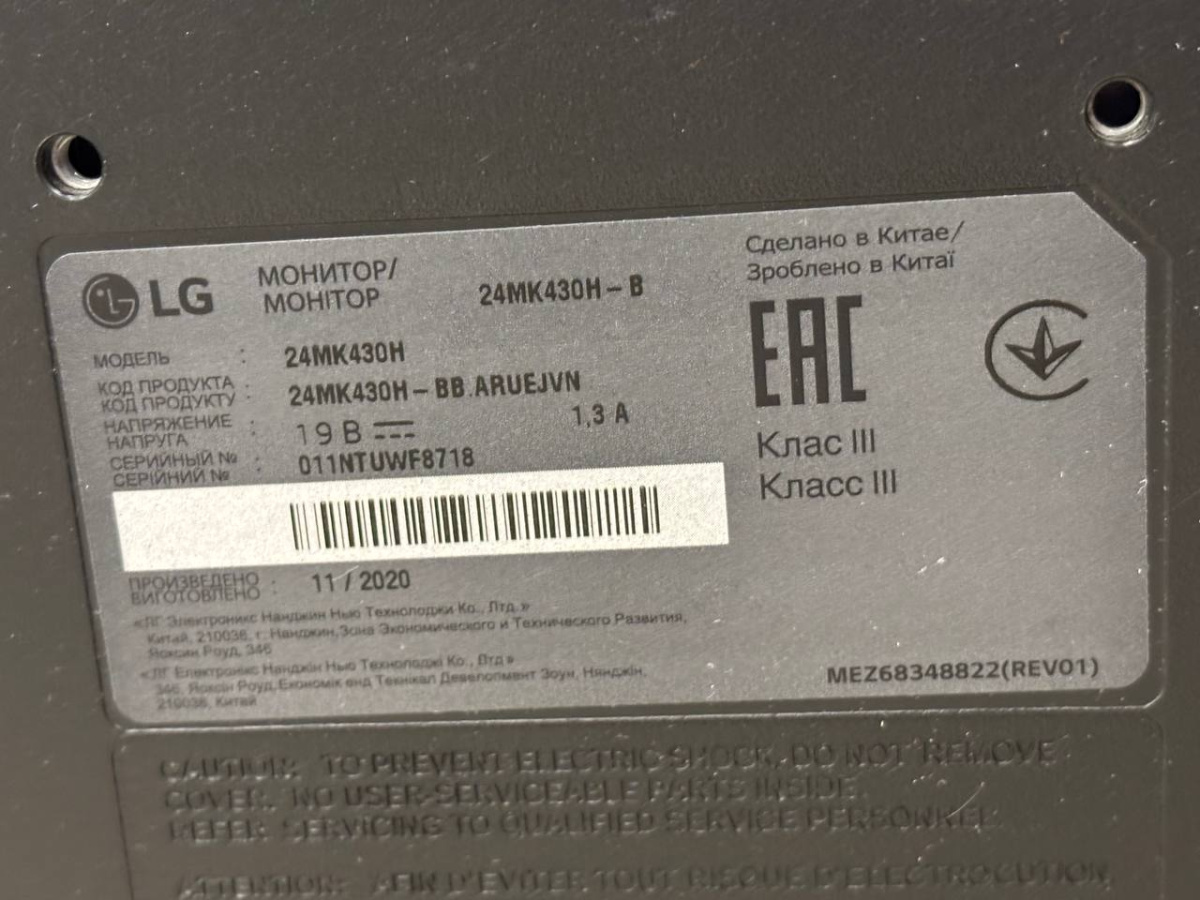 LG
МОНИТОР/
МОНІТОР
24MK430H-B
Сделано в Китае/
Зроблено в Китаї
EAC
МОДЕЛЬ : 24MK430H
КОД ПРОДУКТА
КОД ПРОДУКТУ : 24MK430H-BB.ARUEJVN
НАПРЯЖЕНИЕ
НАПРУГА : 19 В 1,3 А
СЕРИЙНЫЙ №
СЕРІЙНИЙ № : 011NTUWF8718
Клас III
Класс III
ПРОИЗВЕДЕНО
ВИГОТОВЛЕНО : 11 / 2020
«ЛГ Электроникс Нанджин Нью Технолоджи Ко., Лтд.»
Китай, 210038, г. Нанджин, Зона Экономического и Технического Развития,
Яоксин Роуд, 346
«ЛГ Електронікс Нанджін Нью Технолоджі Ко., Лтд»
346, Яоксін Роуд, Економік енд Технікал Девелопмент Зоун, Нянджін,
210038, Китай
MEZ68348822(REV01)
CAUTION: TO PREVENT ELECTRIC SHOCK, DO NOT REMOVE
COVER. NO USER-SERVICEABLE PARTS INSIDE.
REFER SERVICING TO QUALIFIED SERVICE PERSONNEL.
ATTENTION: AFIN D'EVITER TOUT RISQUE D'ELECTROCUTION,